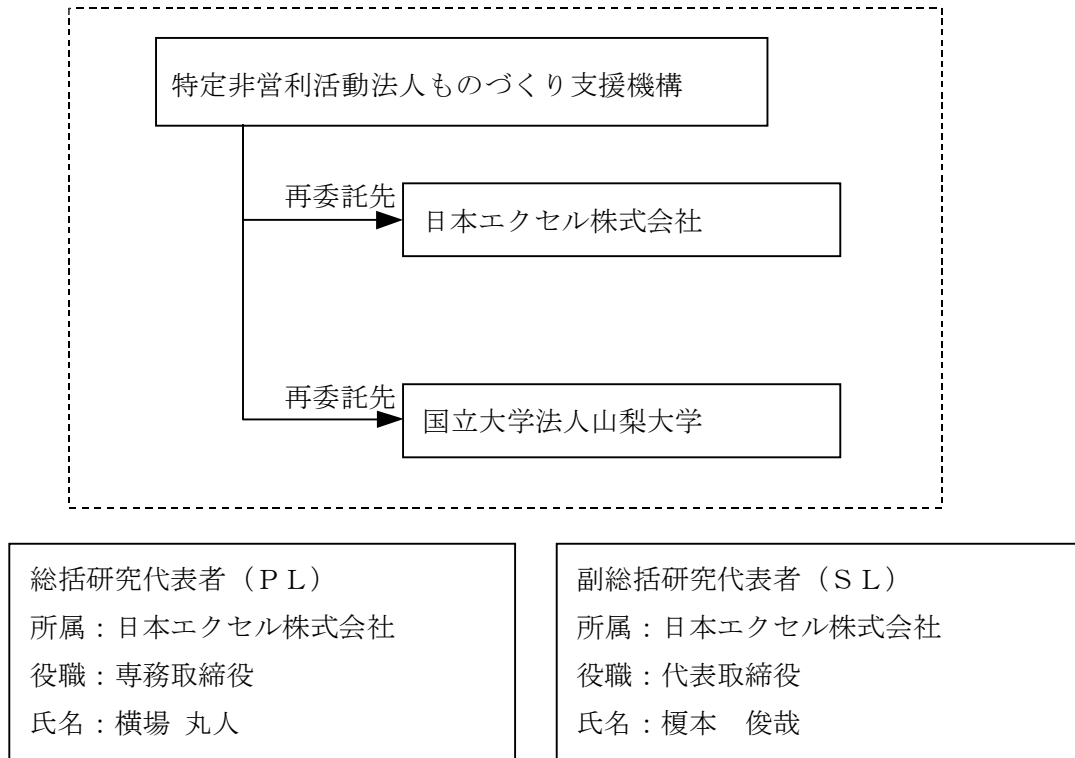 特定非営利活動法人ものづくり支援機構
再委託先
日本エクセル株式会社
再委託先
国立大学法人山梨大学
総括研究代表者（ＰＬ）
所属：日本エクセル株式会社
役職：専務取締役
氏名：横場 丸人
副総括研究代表者（ＳＬ）
所属：日本エクセル株式会社
役職：代表取締役
氏名：榎本　俊哉